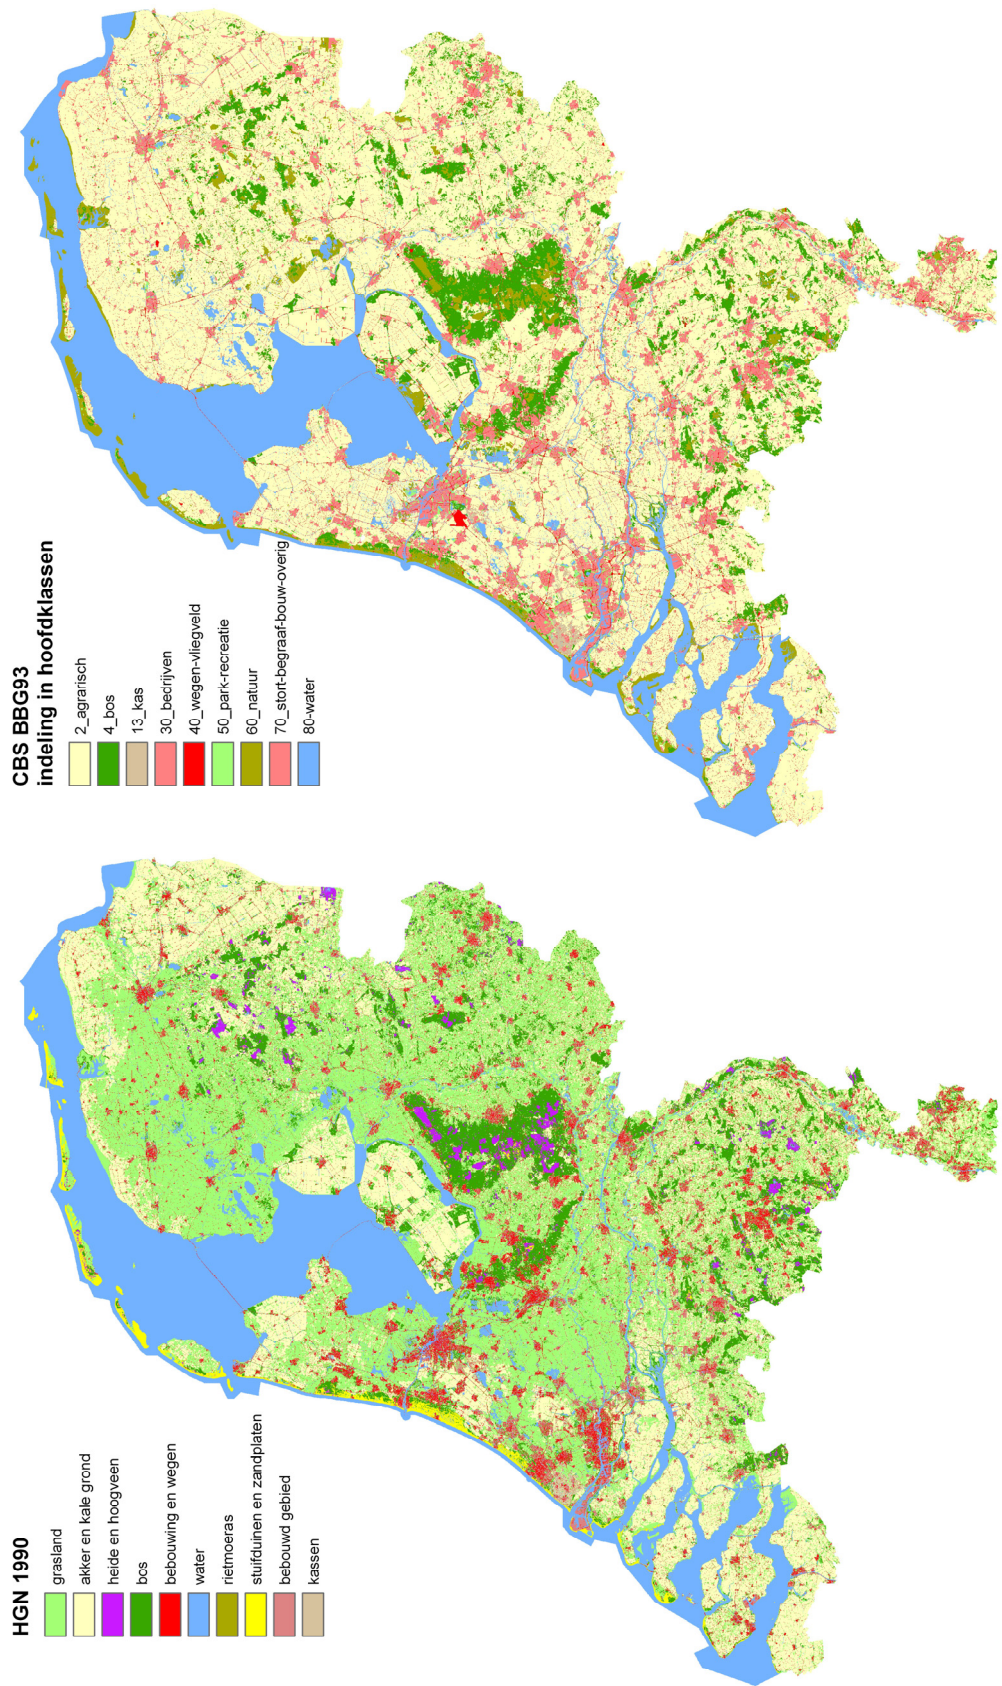 HGN 1990
grasland
akker en kale grond
heide en hoogveen
bos
bebouwing en wegen
water
rietmoeras
stuifduinen en zandplaten
bebouwd gebied
kassen
CBS BBG93
indeling in hoofdklassen
2_agrarisch
4_bos
13_kas
30_becrijven
40_wegen-vliegveld
50_park-recreatie
60_natuur
70_stort-begraaf-bouw-overig
80-water